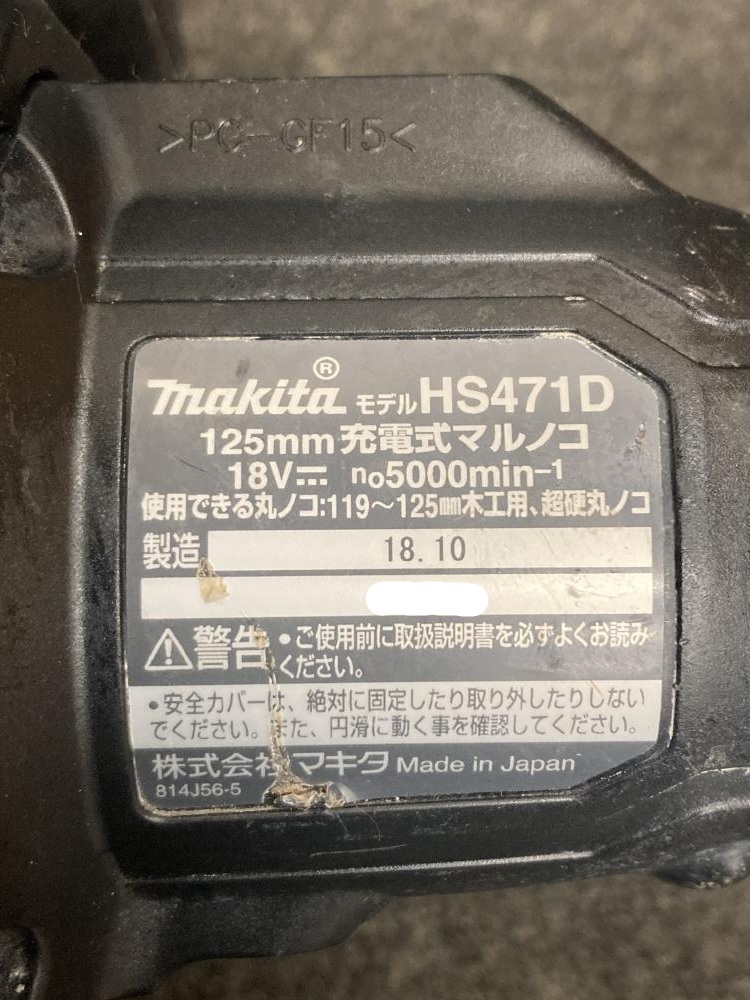 >PC-GF15<
makita® モデル HS471D
125mm 充電式マルノコ
18V⎓ n₀5000min⁻¹
使用できる丸ノコ:119～125㎜木工用、超硬丸ノコ
製造 18.10
⚠警告 •ご使用前に取扱説明書を必ずよくお読み
ください。
•安全カバーは、絶対に固定したり取り外したりしない
でください。また、円滑に動く事を確認してください。
株式会社マキタ Made in Japan
814J56-5